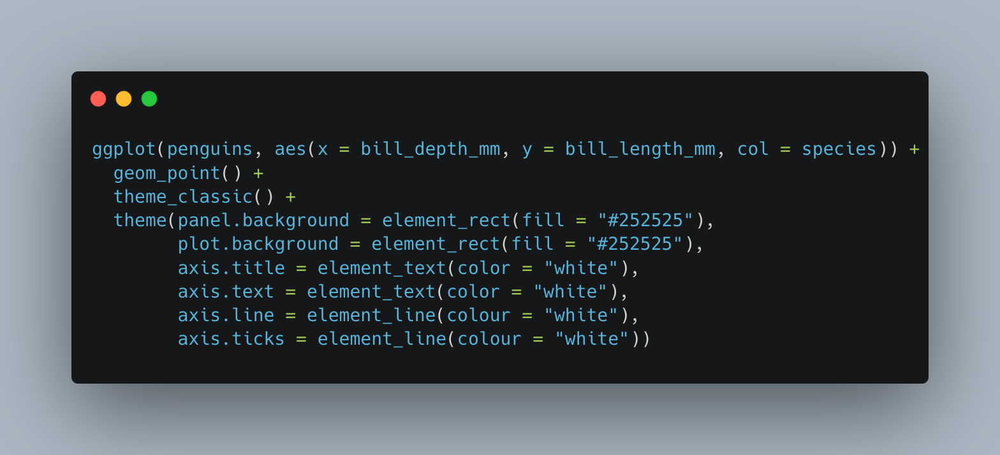 ggplot(penguins, aes(x = bill_depth_mm, y = bill_length_mm, col = species)) +
  geom_point() +
  theme_classic() +
  theme(panel.background = element_rect(fill = "#252525"),
        plot.background = element_rect(fill = "#252525"),
        axis.title = element_text(color = "white"),
        axis.text = element_text(color = "white"),
        axis.line = element_line(colour = "white"),
        axis.ticks = element_line(colour = "white"))